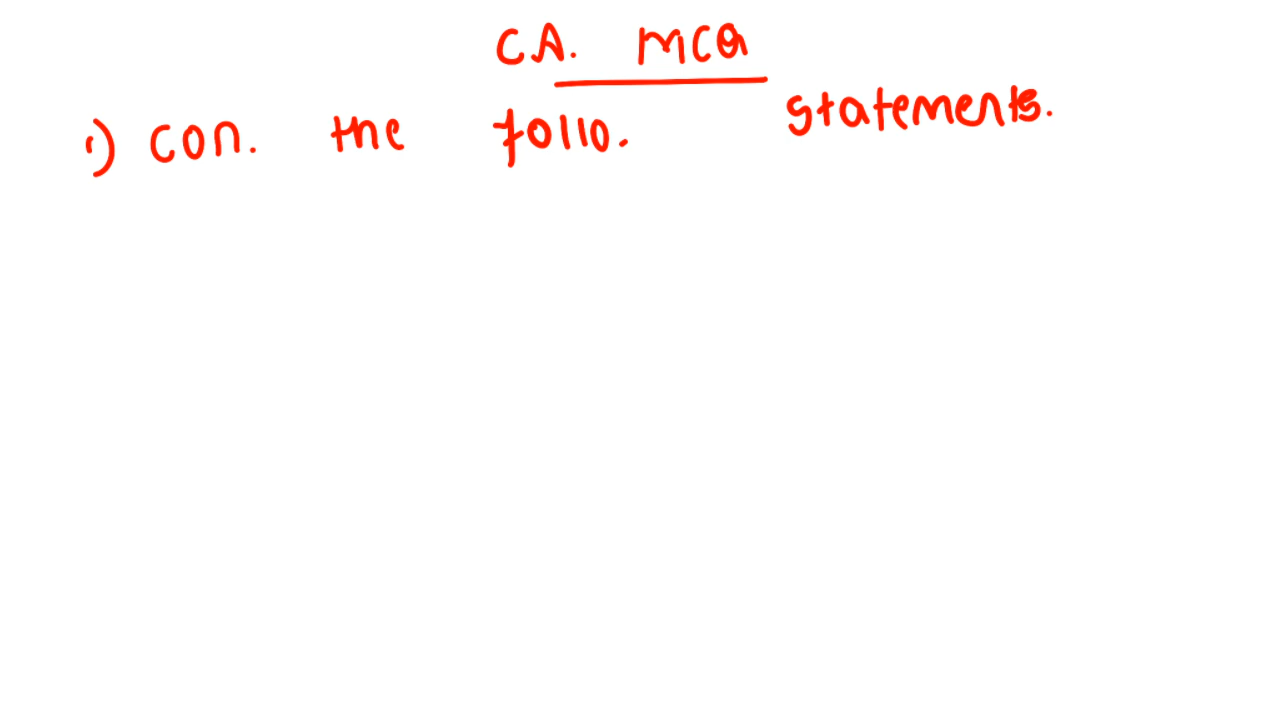 C.A. MCQ
1) con. the follo. statements.